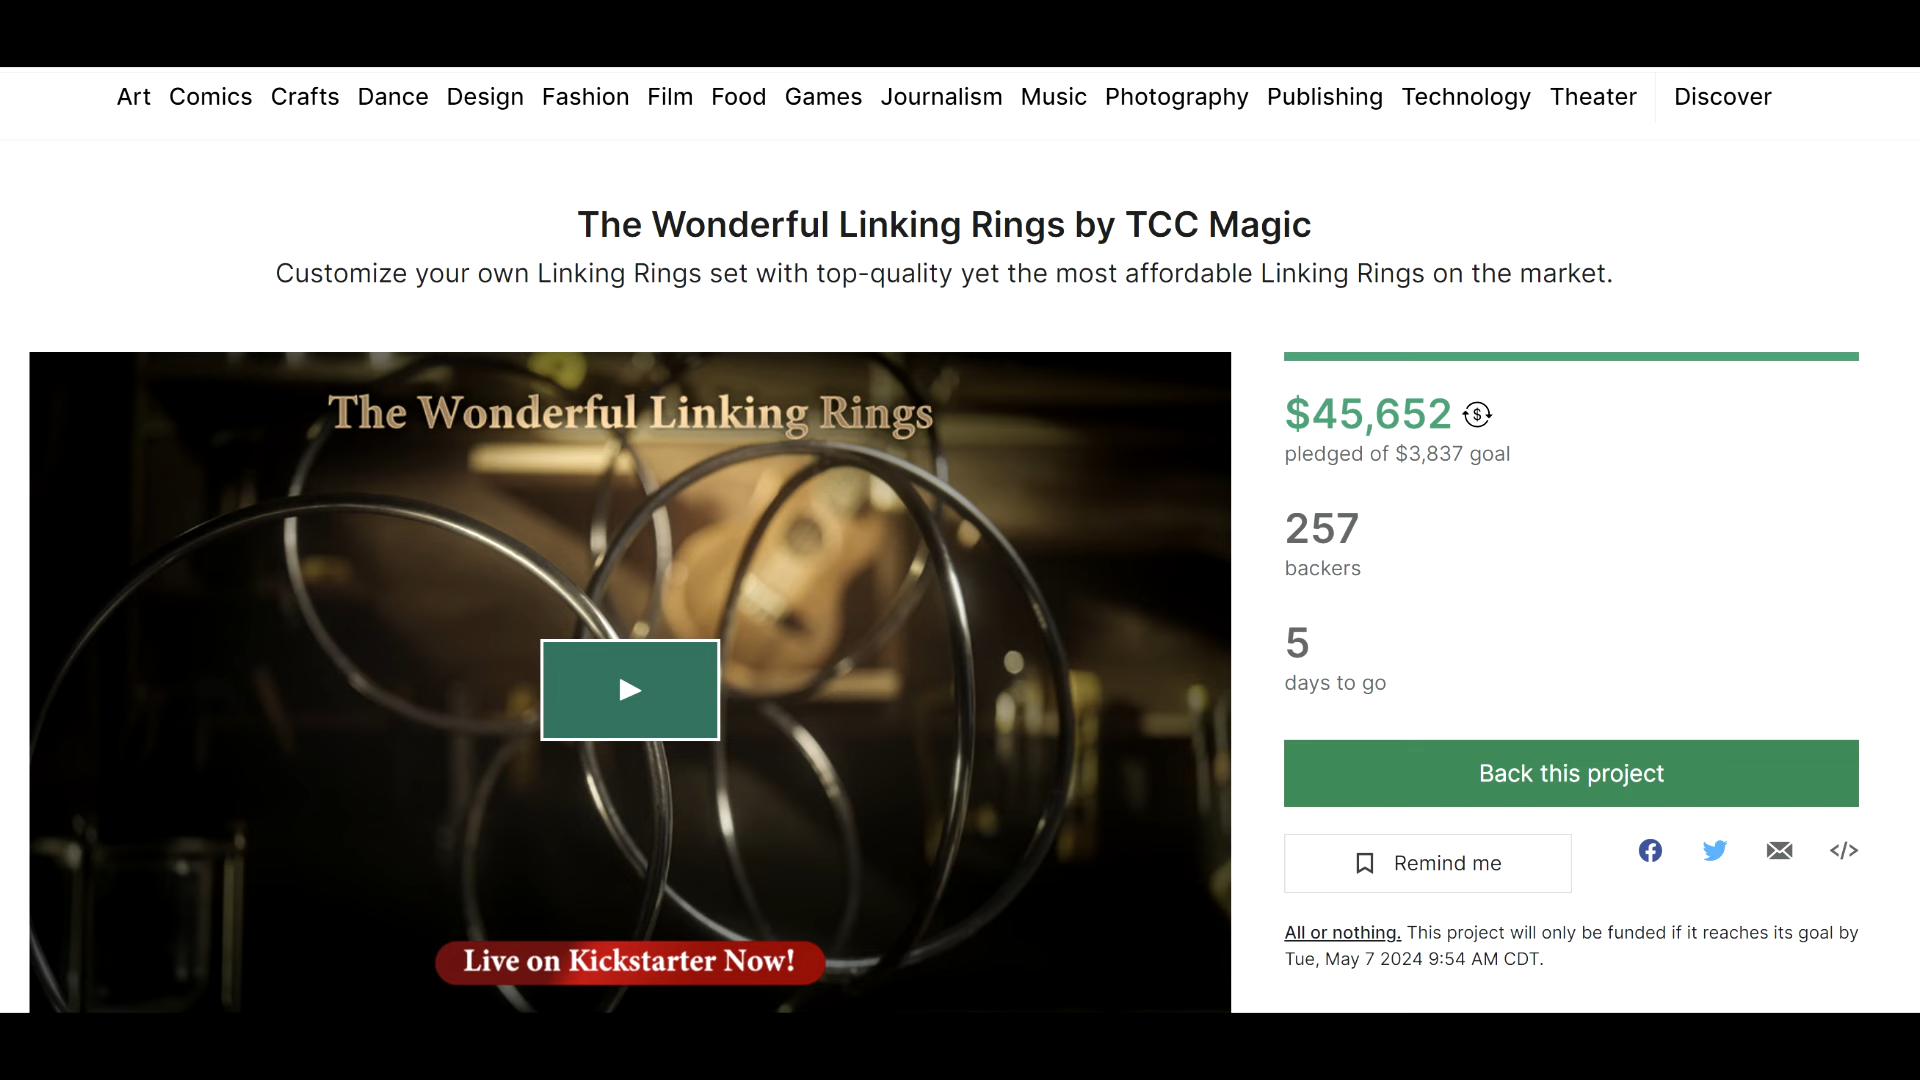 Art Comics Crafts Dance Design Fashion Film Food Games Journalism Music Photography Publishing Technology Theater Discover
The Wonderful Linking Rings by TCC Magic
Customize your own Linking Rings set with top-quality yet the most affordable Linking Rings on the market.
The Wonderful Linking Rings
Live on Kickstarter Now!
$45,652
pledged of $3,837 goal
257
backers
5
days to go
Back this project
Remind me
All or nothing. This project will only be funded if it reaches its goal by
Tue, May 7 2024 9:54 AM CDT.